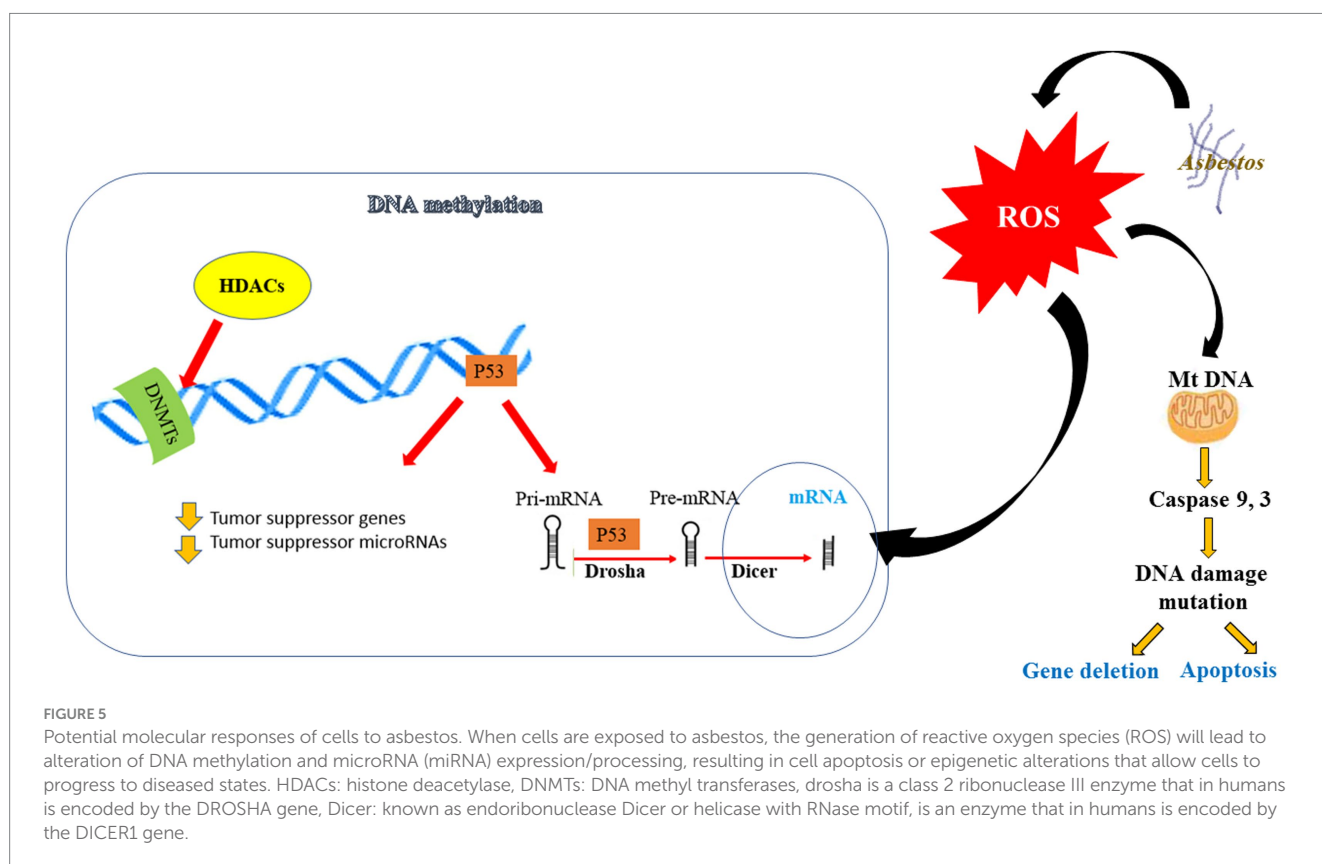 DNA methylation
HDACs
DNMTs
P53
Tumor suppressor genes
Tumor suppressor microRNAs
Pri-mRNA
Pre-mRNA
mRNA
P53
Drosha
Dicer
ROS
Asbestos
Mt DNA
Caspase 9, 3
DNA damage
mutation
Gene deletion
Apoptosis
FIGURE 5
Potential molecular responses of cells to asbestos. When cells are exposed to asbestos, the generation of reactive oxygen species (ROS) will lead to
alteration of DNA methylation and microRNA (miRNA) expression/processing, resulting in cell apoptosis or epigenetic alterations that allow cells to
progress to diseased states. HDACs: histone deacetylase, DNMTs: DNA methyl transferases, drosha is a class 2 ribonuclease III enzyme that in humans
is encoded by the DROSHA gene, Dicer: known as endoribonuclease Dicer or helicase with RNase motif, is an enzyme that in humans is encoded by
the DICER1 gene.